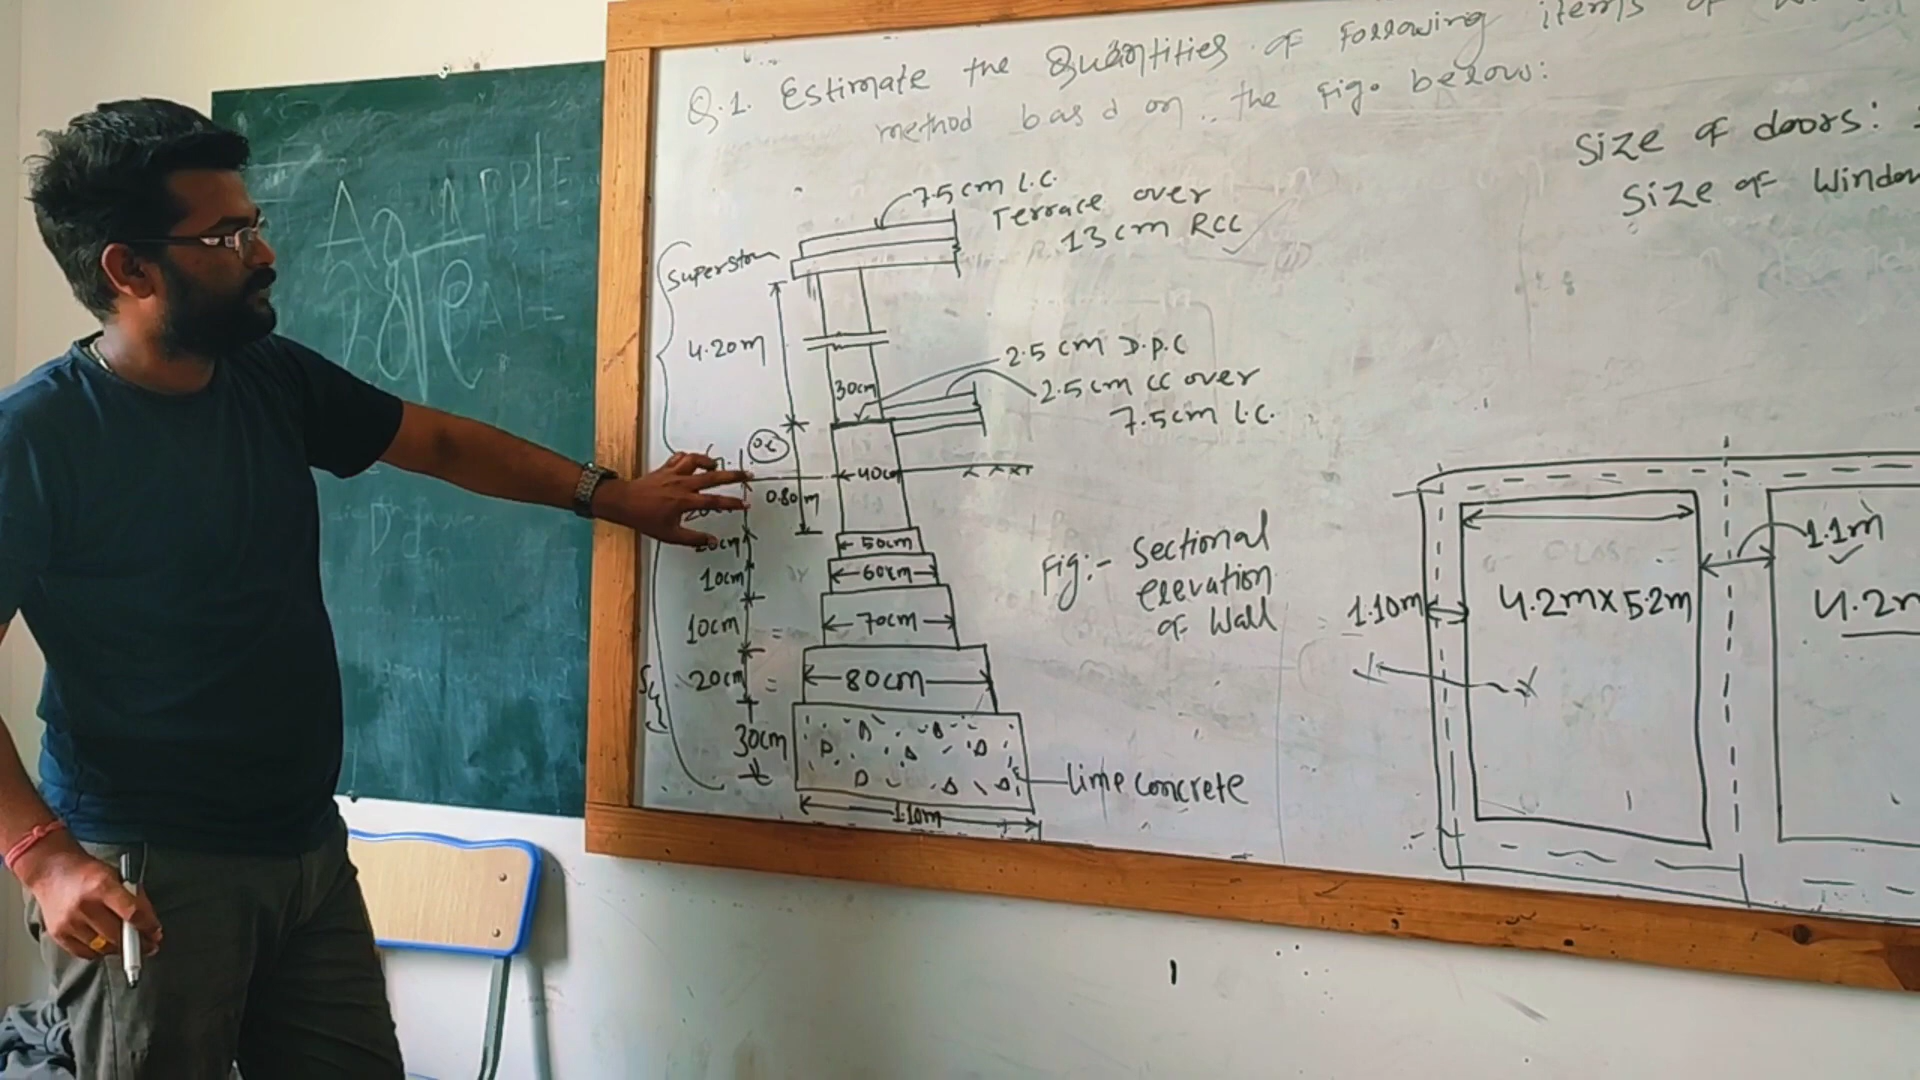 Q.1. Estimate the Quantities of Following items of
method bas d on the Fig. below:
Size of doors:
Size of Window
7.5cm L.C.
Terrace over
13cm RCC
Superstru
4.20m
30cm
2.5 cm D.P.C
2.5cm CC over
7.5cm L.C.
40cm
0.80m
20cm
50cm
10cm
60cm
10cm
70cm
20cm
80cm
30cm
1.10m
lime concrete
Fig:- Sectional
elevation
of Wall
1.10m
4.2m x 5.2m
1.1m
4.2m
APPLE